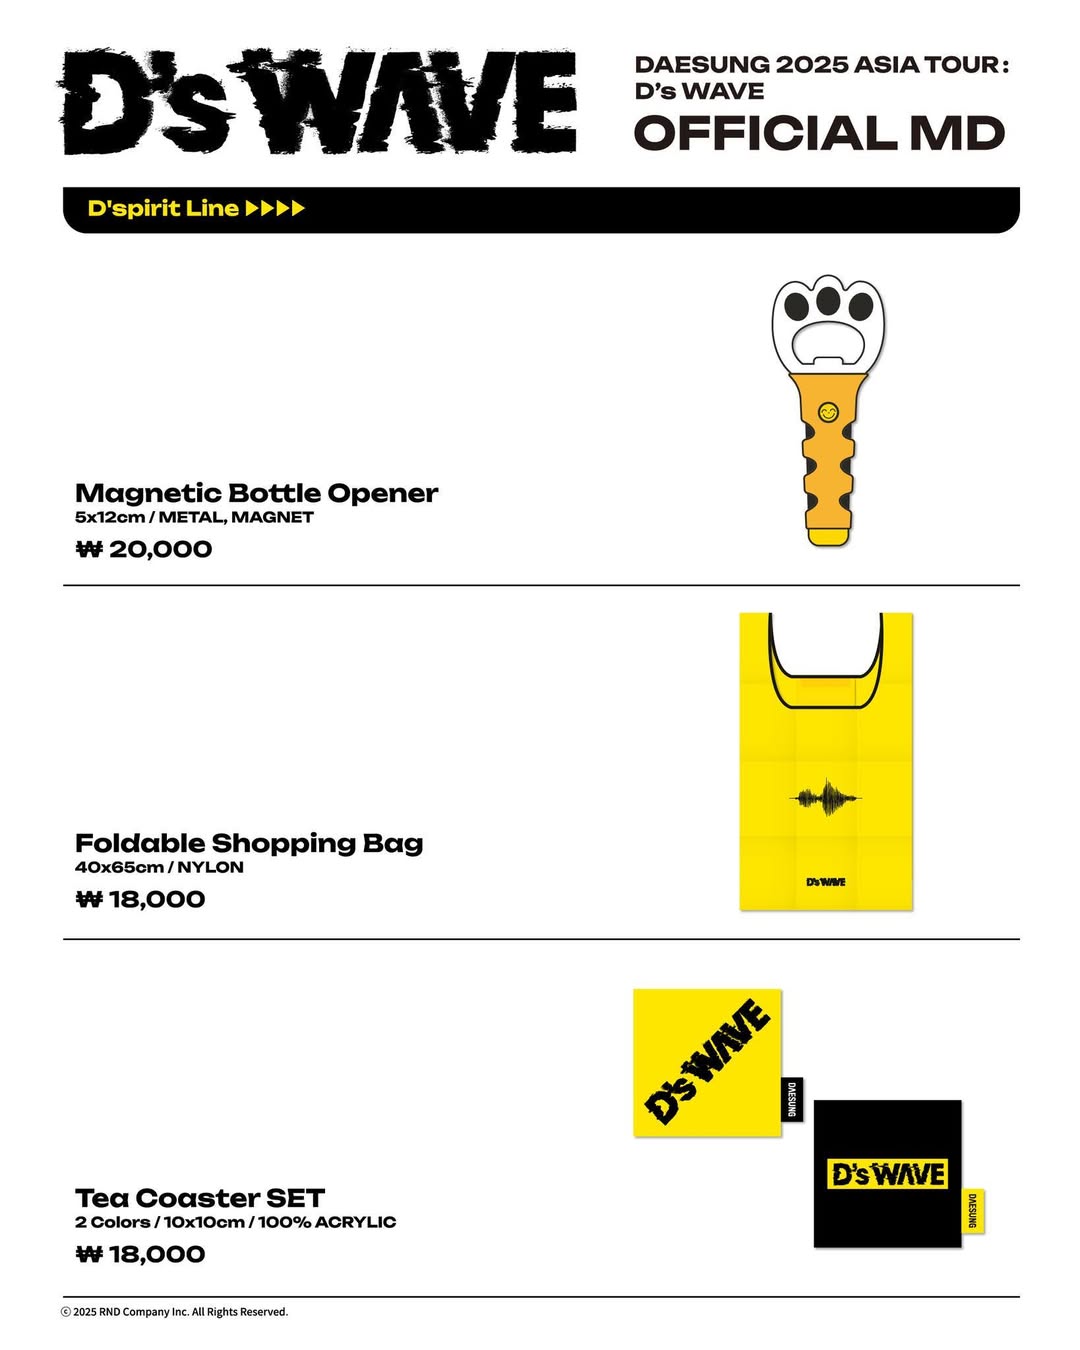 D's WAVE
DAESUNG 2025 ASIA TOUR :
D's WAVE
OFFICIAL MD
D'spirit Line
Magnetic Bottle Opener
5x12cm / METAL, MAGNET
₩ 20,000
D's WAVE
Foldable Shopping Bag
40x65cm / NYLON
₩ 18,000
D's WAVE
DAESUNG
D's WAVE
DAESUNG
Tea Coaster SET
2 Colors / 10x10cm / 100% ACRYLIC
₩ 18,000
ⓒ 2025 RND Company Inc. All Rights Reserved.